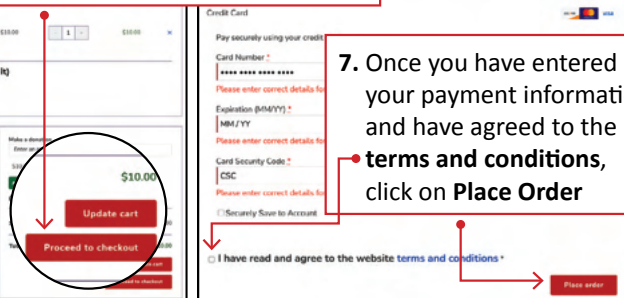 $10.00 - 1 - $10.00 ×
lt)
Make a donation
$10.00
Update cart
Proceed to checkout
Credit Card
VISA
Pay securely using your credit
Card Number *
•••• •••• •••• ••••
Please enter correct details fo
Expiration (MM/YY) *
MM / YY
Please enter correct details fo
Card Security Code *
CSC
Please enter correct details fo
Securely Save to Account
I have read and agree to the website terms and conditions *
Place order
7. Once you have entered
your payment informati
and have agreed to the
terms and conditions,
click on Place Order